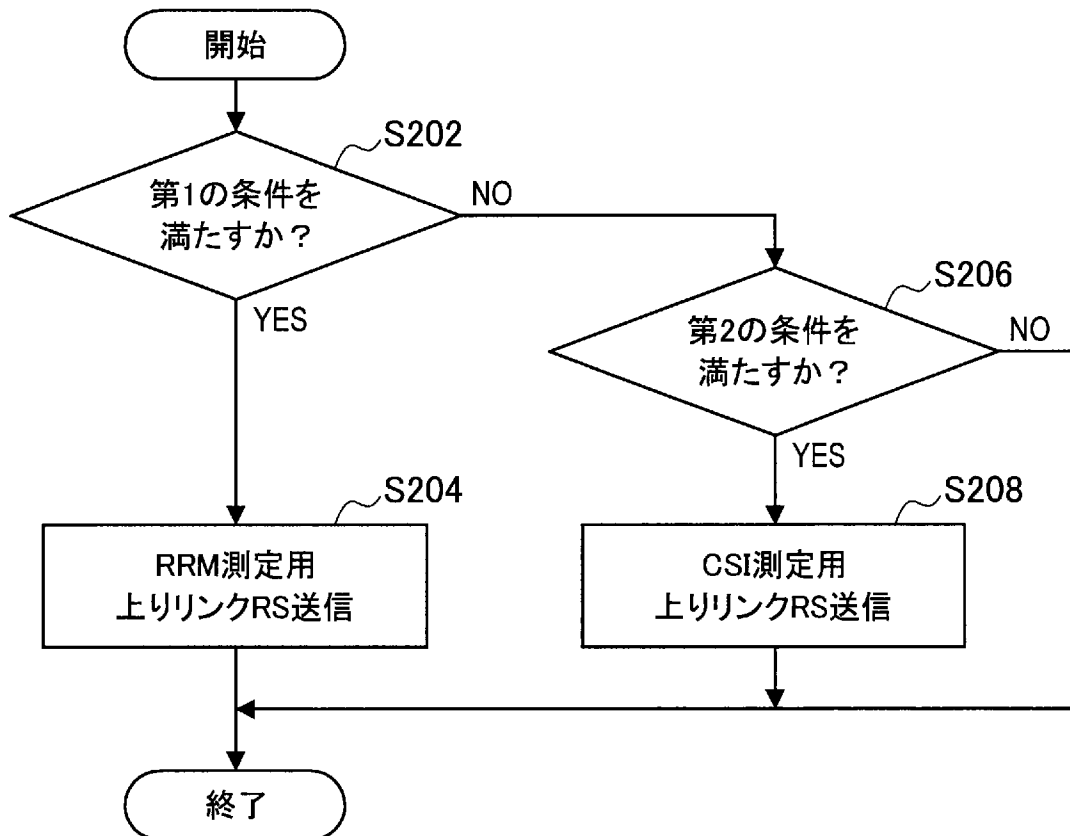 開始
S202
第1の条件を
満たすか？
NO
YES
S206
第2の条件を
満たすか？
NO
YES
S204
RRM測定用
上りリンクRS送信
S208
CSI測定用
上りリンクRS送信
終了